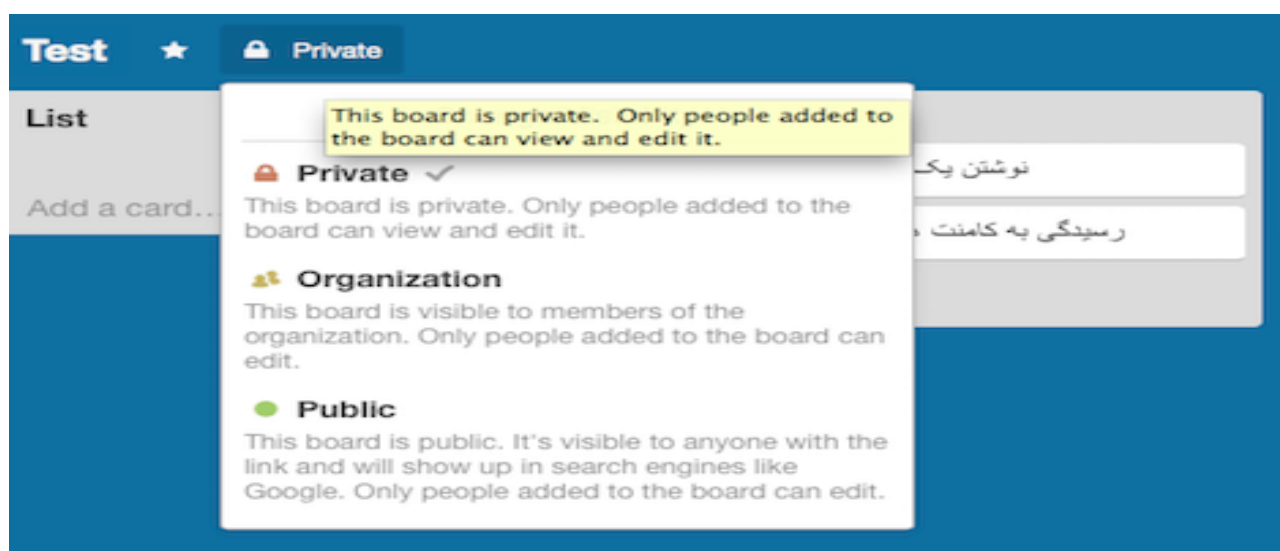 Test
Private
This board is private. Only people added to
the board can view and edit it.
List
Add a card...
Private
This board is private. Only people added to the
board can view and edit it.
Organization
This board is visible to members of the
organization. Only people added to the board can
edit.
Public
This board is public. It's visible to anyone with the
link and will show up in search engines like
Google. Only people added to the board can edit.
نوشتن یک
رسیدگی به کامنت